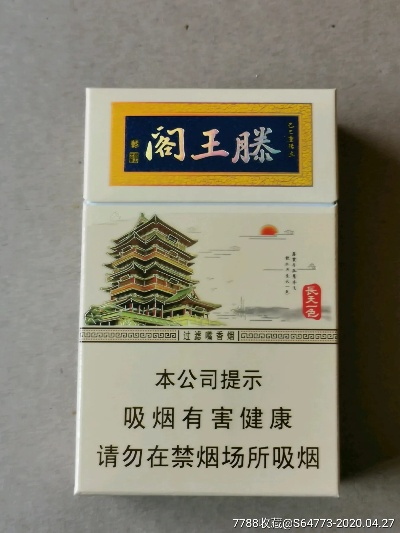 滕王阁
长天一色
过滤嘴香烟
本公司提示
吸烟有害健康
请勿在禁烟场所吸烟
7788收藏@S64773-2020.04.27